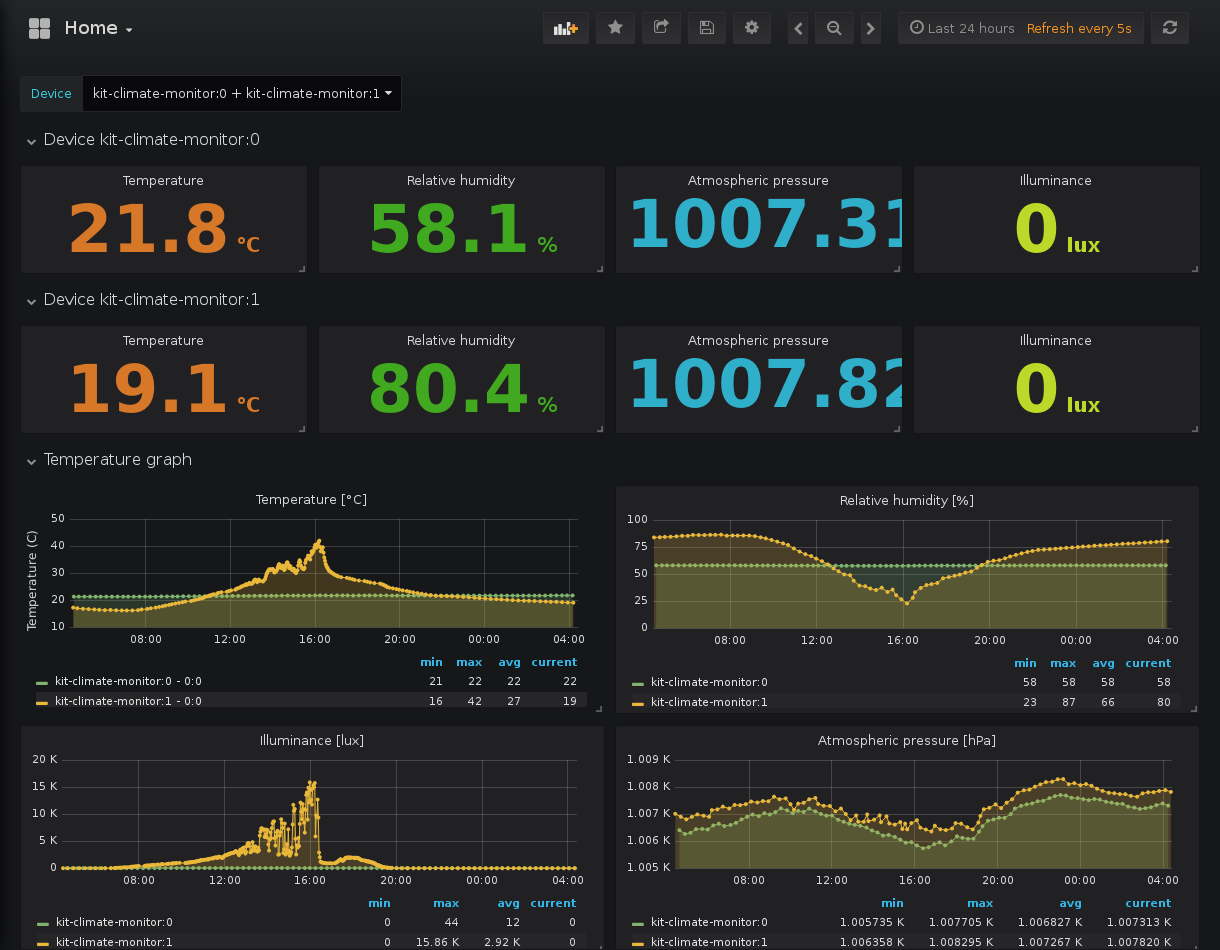 Home
Last 24 hours Refresh every 5s
Device kit-climate-monitor:0 + kit-climate-monitor:1
Device kit-climate-monitor:0
Temperature Relative humidity Atmospheric pressure Illuminance
21.8 °C 58.1 % 1007.31 0 lux
Device kit-climate-monitor:1
Temperature Relative humidity Atmospheric pressure Illuminance
19.1 °C 80.4 % 1007.82 0 lux
Temperature graph
Temperature [°C]
Temperature (C)
50
40
30
20
10
08:00 12:00 16:00 20:00 00:00 04:00
min max avg current
kit-climate-monitor:0 - 0:0 21 22 22 22
kit-climate-monitor:1 - 0:0 16 42 27 19
Relative humidity [%]
100
75
50
25
0
08:00 12:00 16:00 20:00 00:00 04:00
min max avg current
kit-climate-monitor:0 58 58 58 58
kit-climate-monitor:1 23 87 66 80
Illuminance [lux]
20 K
15 K
10 K
5 K
0
08:00 12:00 16:00 20:00 00:00 04:00
min max avg current
kit-climate-monitor:0 0 44 12 0
kit-climate-monitor:1 0 15.86 K 2.92 K 0
Atmospheric pressure [hPa]
1.009 K
1.008 K
1.007 K
1.006 K
1.005 K
08:00 12:00 16:00 20:00 00:00 04:00
min max avg current
kit-climate-monitor:0 1.005735 K 1.007705 K 1.006827 K 1.007313 K
kit-climate-monitor:1 1.006358 K 1.008295 K 1.007267 K 1.007820 K